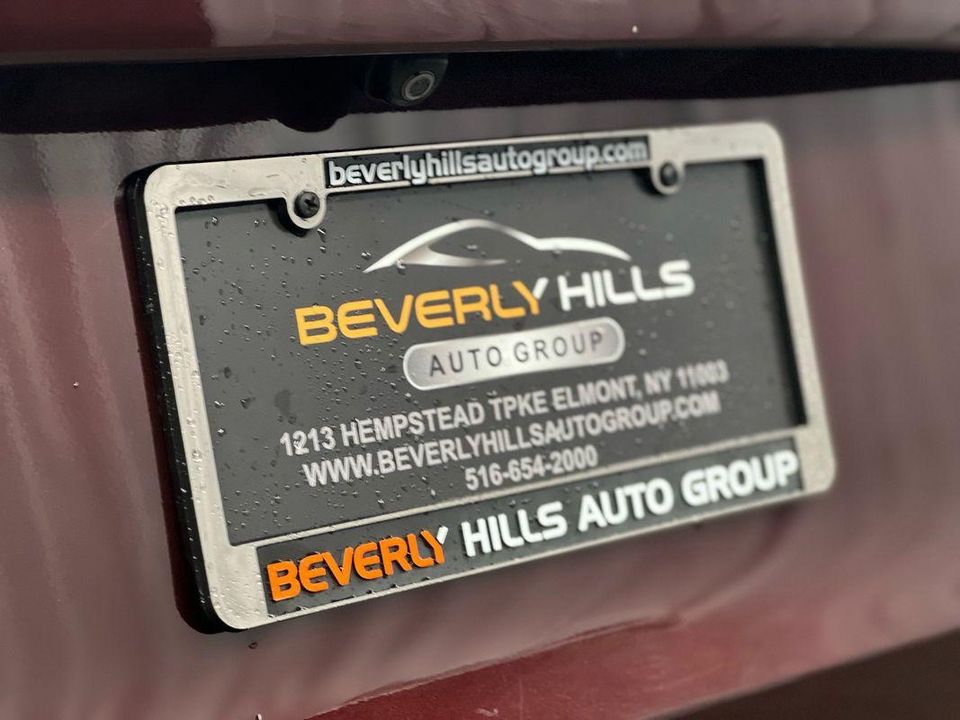 beverlyhillsautogroup.com
BEVERLY HILLS
AUTO GROUP
1213 HEMPSTEAD TPKE ELMONT, NY 11003
WWW.BEVERLYHILLSAUTOGROUP.COM
516-654-2000
BEVERLY HILLS AUTO GROUP